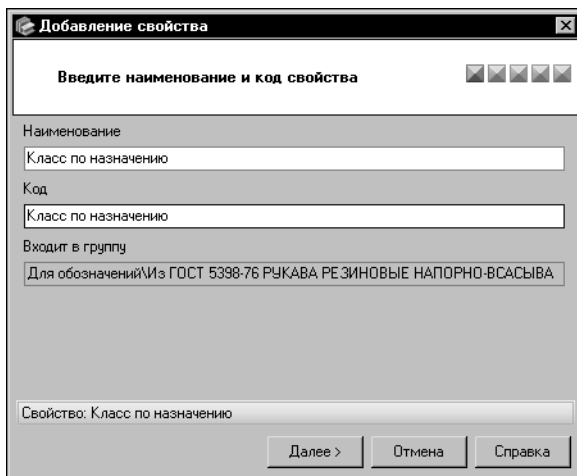 Добавление свойства
Введите наименование и код свойства
Наименование
Класс по назначению
Код
Класс по назначению
Входит в группу
Для обозначений\Из ГОСТ 5398-76 РУКАВА РЕЗИНОВЫЕ НАПОРНО-ВСАСЫВА
Свойство: Класс по назначению
Далее > Отмена Справка